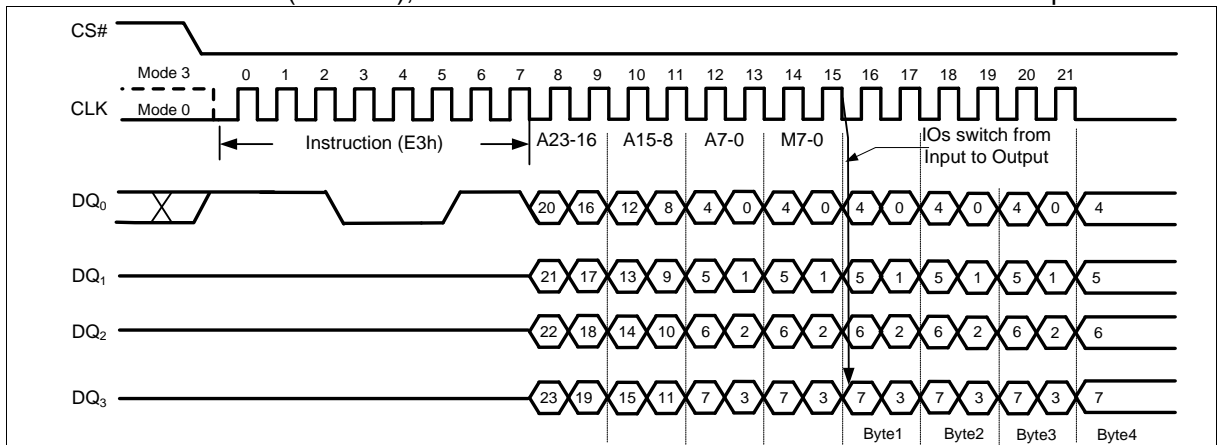 CS#
Mode 3
0 1 2 3 4 5 6 7 8 9 10 11 12 13 14 15 16 17 18 19 20 21
CLK
Mode 0
Instruction (E3h)
A23-16 A15-8 A7-0 M7-0
IOs switch from
Input to Output
DQ0 20 16 12 8 4 0 4 0 4 0 4 0 4 0 4
DQ1 21 17 13 9 5 1 5 1 5 1 5 1 5 1 5
DQ2 22 18 14 10 6 2 6 2 6 2 6 2 6 2 6
DQ3 23 19 15 11 7 3 7 3 7 3 7 3 7 3 7
Byte1 Byte2 Byte3 Byte4